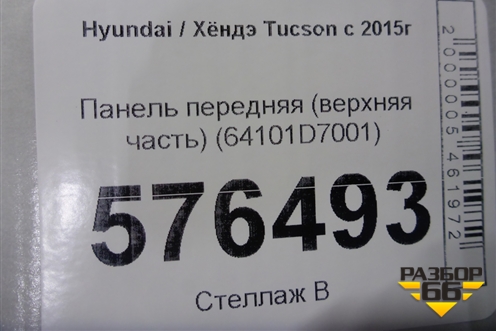 Hyundai / Хёндэ Tucson с 2015г
Панель передняя (верхняя
часть) (64101D7001)
576493
Стеллаж В
2000005461972
РАЗБОР
66